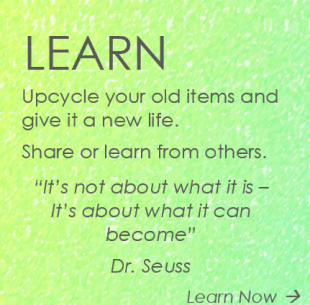 LEARN
Upcycle your old items and
give it a new life.
Share or learn from others.
“It’s not about what it is –
It’s about what it can
become”
Dr. Seuss
Learn Now →